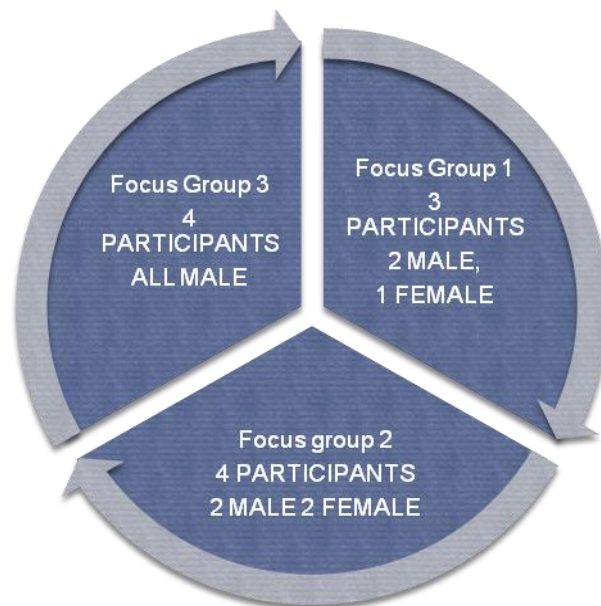 Focus Group 3
4
PARTICIPANTS
ALL MALE
Focus Group 1
3
PARTICIPANTS
2 MALE,
1 FEMALE
Focus group 2
4 PARTICIPANTS
2 MALE 2 FEMALE